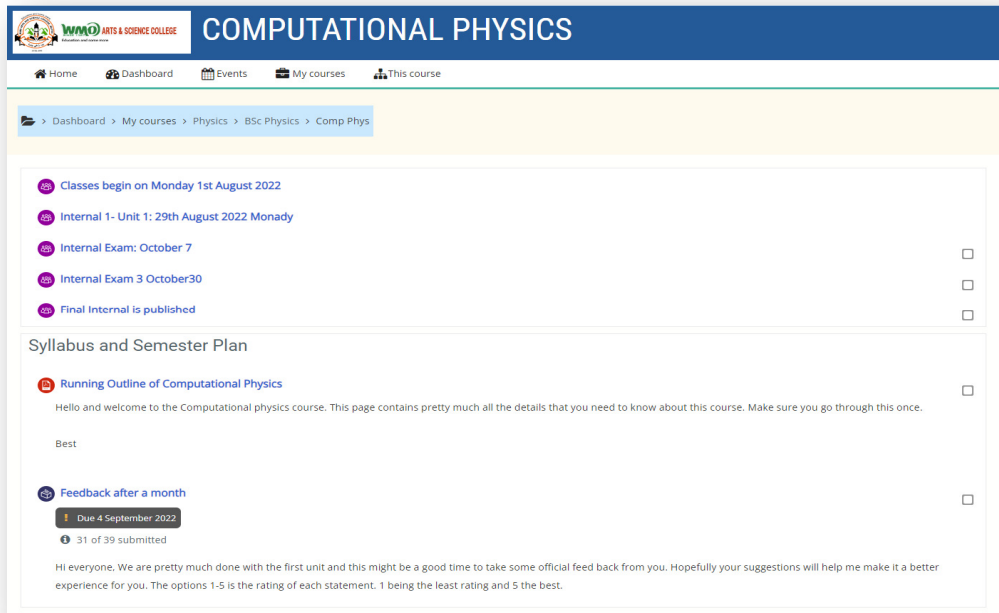 WMO ARTS & SCIENCE COLLEGE
Education and some more
COMPUTATIONAL PHYSICS
Home Dashboard Events My courses This course
> Dashboard > My courses > Physics > BSc Physics > Comp Phys
Classes begin on Monday 1st August 2022
Internal 1- Unit 1: 29th August 2022 Monady
Internal Exam: October 7
Internal Exam 3 October30
Final Internal is published
Syllabus and Semester Plan
Running Outline of Computational Physics
Hello and welcome to the Computational physics course. This page contains pretty much all the details that you need to know about this course. Make sure you go through this once.
Best
Feedback after a month
! Due 4 September 2022
31 of 39 submitted
Hi everyone, We are pretty much done with the first unit and this might be a good time to take some official feed back from you. Hopefully your suggestions will help me make it a better
experience for you. The options 1-5 is the rating of each statement. 1 being the least rating and 5 the best.